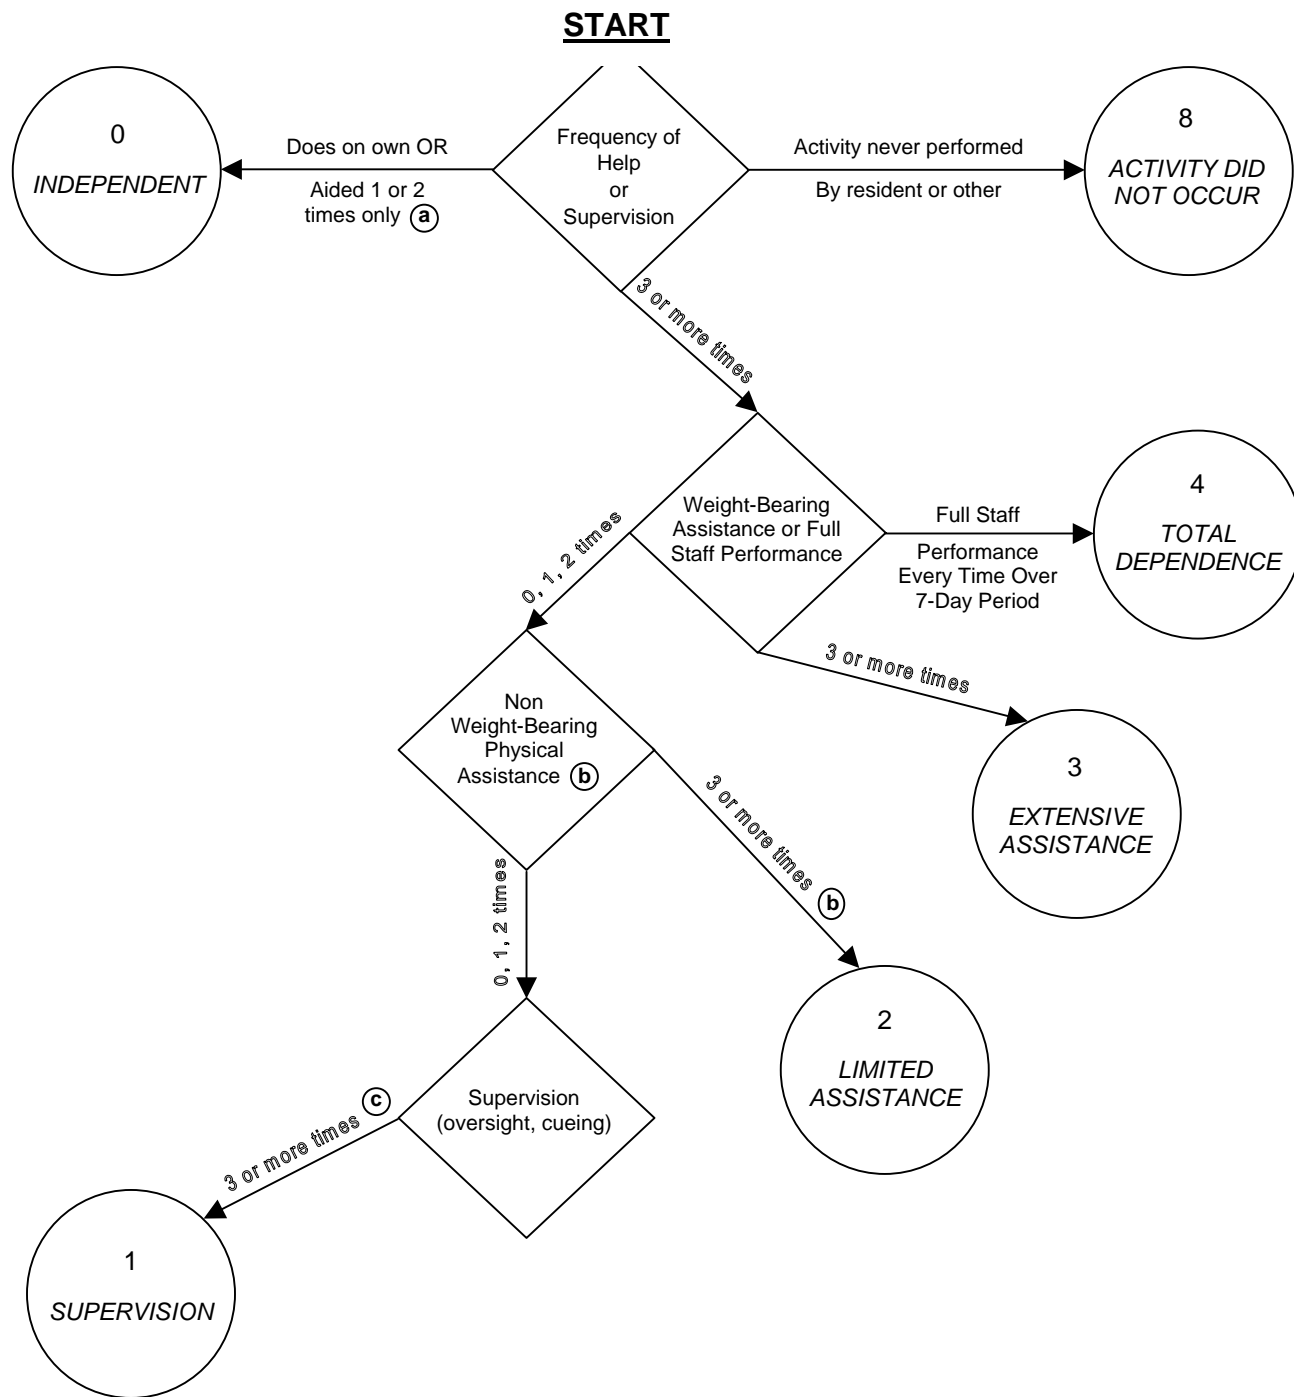 START
0
INDEPENDENT
Does on own OR
Aided 1 or 2
times only a
Frequency of
Help
or
Supervision
Activity never performed
By resident or other
8
ACTIVITY DID
NOT OCCUR
3 or more times
Weight-Bearing
Assistance or Full
Staff Performance
Full Staff
Performance
Every Time Over
7-Day Period
4
TOTAL
DEPENDENCE
0, 1, 2 times
3 or more times
3
EXTENSIVE
ASSISTANCE
Non
Weight-Bearing
Physical
Assistance b
3 or more times b
2
LIMITED
ASSISTANCE
0, 1, 2 times
Supervision
(oversight, cueing)
3 or more times c
1
SUPERVISION